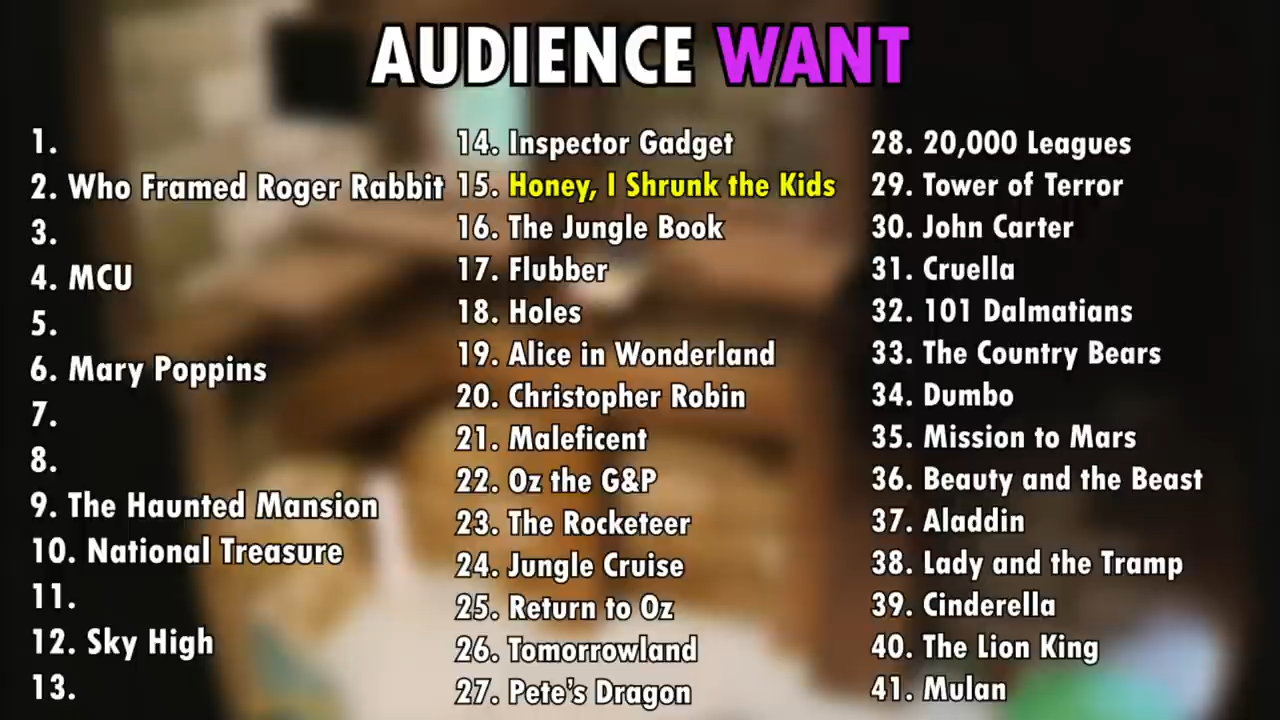 AUDIENCE WANT
1.
2. Who Framed Roger Rabbit
3.
4. MCU
5.
6. Mary Poppins
7.
8.
9. The Haunted Mansion
10. National Treasure
11.
12. Sky High
13.
14. Inspector Gadget
15. Honey, I Shrunk the Kids
16. The Jungle Book
17. Flubber
18. Holes
19. Alice in Wonderland
20. Christopher Robin
21. Maleficent
22. Oz the G&P
23. The Rocketeer
24. Jungle Cruise
25. Return to Oz
26. Tomorrowland
27. Pete's Dragon
28. 20,000 Leagues
29. Tower of Terror
30. John Carter
31. Cruella
32. 101 Dalmatians
33. The Country Bears
34. Dumbo
35. Mission to Mars
36. Beauty and the Beast
37. Aladdin
38. Lady and the Tramp
39. Cinderella
40. The Lion King
41. Mulan